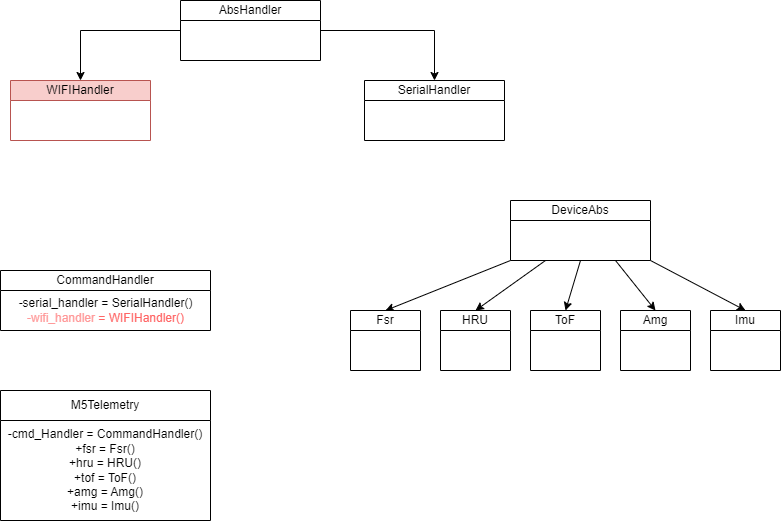 AbsHandler
WIFIHandler
SerialHandler
DeviceAbs
CommandHandler
-serial_handler = SerialHandler()
-wifi_handler = WIFIHandler()
Fsr
HRU
ToF
Amg
Imu
M5Telemetry
-cmd_Handler = CommandHandler()
+fsr = Fsr()
+hru = HRU()
+tof = ToF()
+amg = Amg()
+imu = Imu()